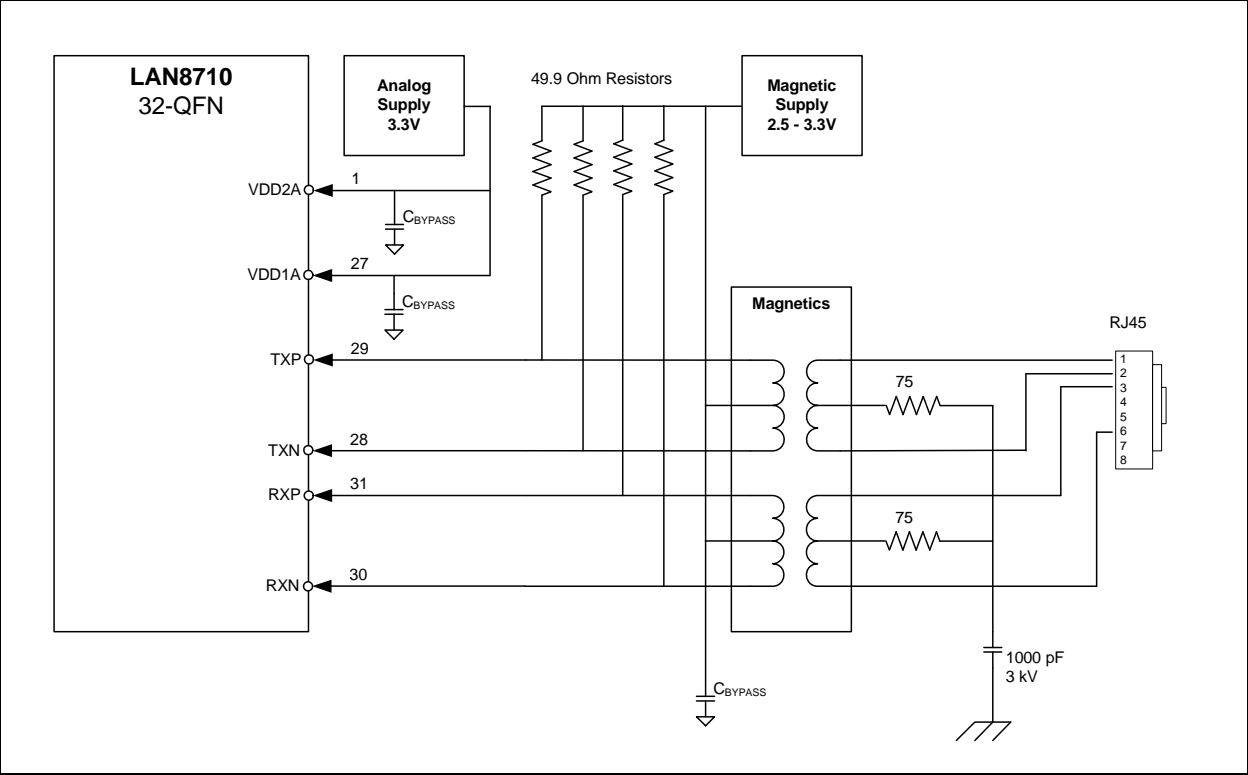 LAN8710
32-QFN
Analog
Supply
3.3V
49.9 Ohm Resistors
Magnetic
Supply
2.5 - 3.3V
VDD2A
1
CBYPASS
VDD1A
27
CBYPASS
Magnetics
RJ45
TXP
29
75
1
2
3
4
5
6
7
8
TXN
28
RXP
31
75
RXN
30
1000 pF
3 kV
CBYPASS